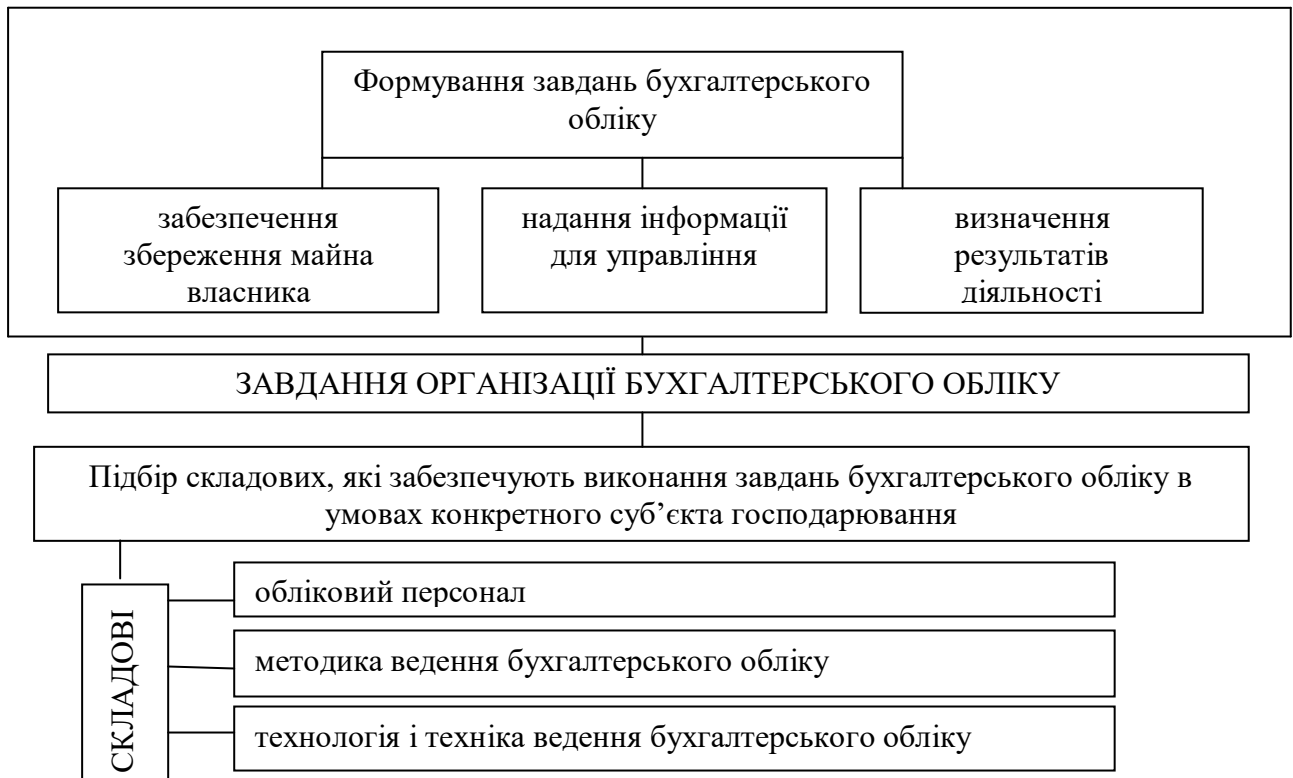 Формування завдань бухгалтерського
обліку
забезпечення
збереження майна
власника
надання інформації
для управління
визначення
результатів
діяльності
ЗАВДАННЯ ОРГАНІЗАЦІЇ БУХГАЛТЕРСЬКОГО ОБЛІКУ
Підбір складових, які забезпечують виконання завдань бухгалтерського обліку в
умовах конкретного суб’єкта господарювання
СКЛАДОВІ
обліковий персонал
методика ведення бухгалтерського обліку
технологія і техніка ведення бухгалтерського обліку